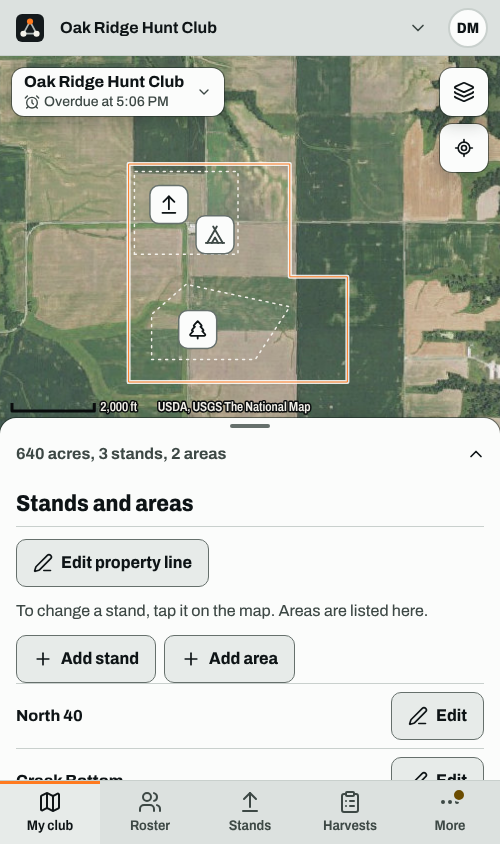 Oak Ridge Hunt Club
DM
Oak Ridge Hunt Club
Overdue at 5:06 PM
2,000 ft
USDA, USGS The National Map
640 acres, 3 stands, 2 areas
Stands and areas
Edit property line
To change a stand, tap it on the map. Areas are listed here.
Add stand
Add area
North 40
Edit
Creek Bottom
Edit
My club
Roster
Stands
Harvests
More